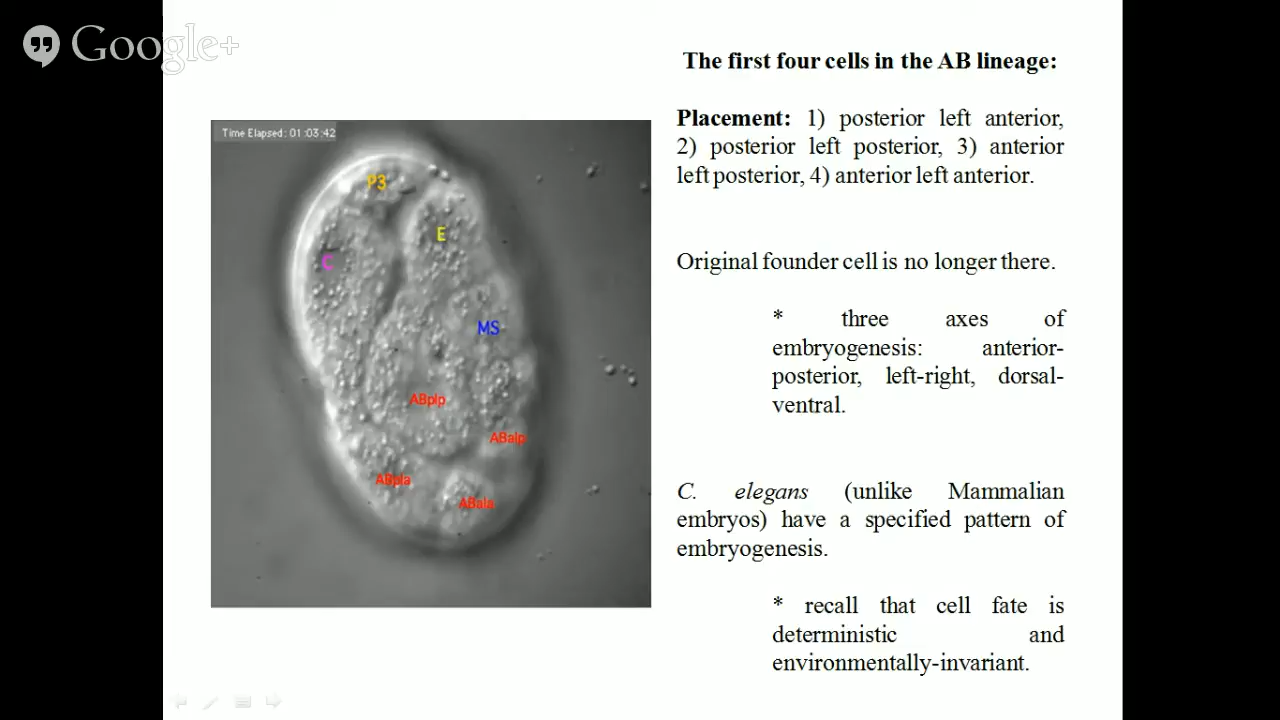 Google+
Time Elapsed: 01:03:42
P3
E
C
MS
ABplp
ABalp
ABpla
ABala
The first four cells in the AB lineage:
Placement: 1) posterior left anterior,
2) posterior left posterior, 3) anterior
left posterior, 4) anterior left anterior.
Original founder cell is no longer there.
* three axes of
embryogenesis: anterior-
posterior, left-right, dorsal-
ventral.
C. elegans (unlike Mammalian
embryos) have a specified pattern of
embryogenesis.
* recall that cell fate is
deterministic and
environmentally-invariant.